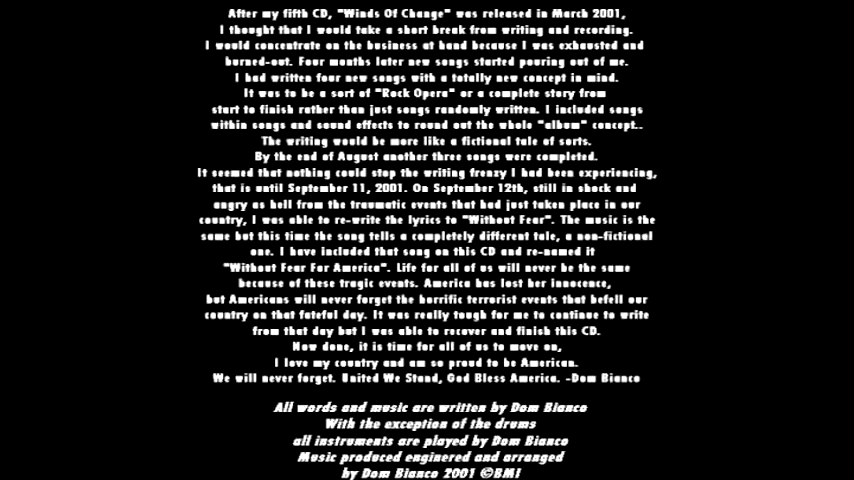 After my fifth CD, "Winds Of Change" was released in March 2001,
I thought that I would take a short break from writing and recording.
I would concentrate on the business at hand because I was exhausted and
burned-out. Four months later new songs started pouring out of me.
I had written four new songs with a totally new concept in mind.
It was to be a sort of "Rock Opera" or a complete story from
start to finish rather than just songs randomly written. I included songs
within songs and sound effects to round out the whole "album" concept..
The writing would be more like a fictional tale of sorts.
By the end of August another three songs were completed.
It seemed that nothing could stop the writing frenzy I had been experiencing,
that is until September 11, 2001. On September 12th, still in shock and
angry as hell from the traumatic events that had just taken place in our
country, I was able to re-write the lyrics to "Without Fear". The music is the
same but this time the song tells a completely different tale, a non-fictional
one. I have included that song on this CD and re-named it
"Without Fear For America". Life for all of us will never be the same
because of these tragic events. America has lost her innocence,
but Americans will never forget the horrific terrorist events that befell our
country on that fateful day. It was really tough for me to continue to write
from that day but I was able to recover and finish this CD.
Now done, it is time for all of us to move on,
I love my country and am so proud to be American.
We will never forget. United We Stand, God Bless America. -Dom Bianco
All words and music are written by Dom Bianco
With the exception of the drums
all instruments are played by Dom Bianco
Music produced enginered and arranged
by Dom Bianco 2001 ©BMI